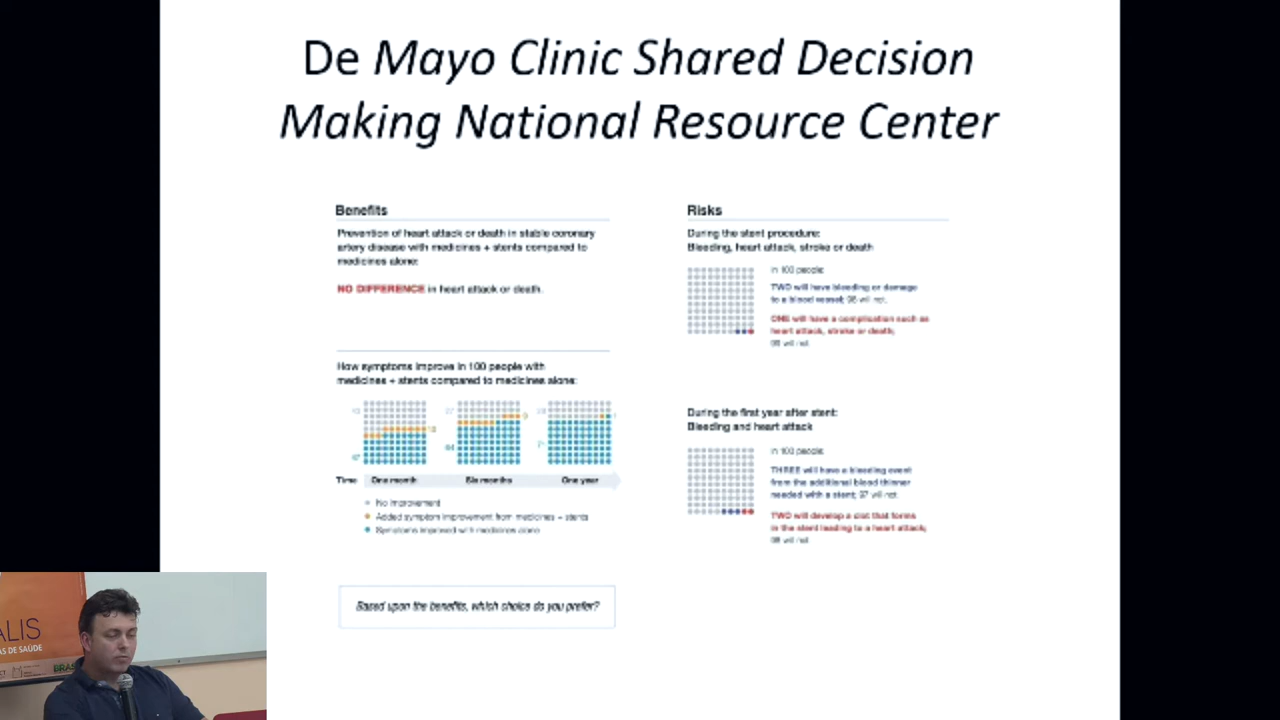 De Mayo Clinic Shared Decision
Making National Resource Center
Benefits
Prevention of heart attack or death in stable coronary
artery disease with medicines + stents compared to
medicines alone:
NO DIFFERENCE in heart attack or death.
How symptoms improve in 100 people with
medicines + stents compared to medicines alone:
Time One month Six months One year
No improvement
Added symptom improvement from medicines + stents
Symptoms improved with medicines alone
Based upon the benefits, which choice do you prefer?
Risks
During the stent procedure:
Bleeding, heart attack, stroke or death
in 100 people
TWO will have bleeding or damage
to a blood vessel; 98 will not.
ONE will have a complication such as
heart attack, stroke or death;
99 will not
During the first year after stent:
Bleeding and heart attack
in 100 people
THREE will have a bleeding event
from the additional blood thinner
needed with a stent; 97 will not
TWO will develop a clot that forms
in the stent leading to a heart attack;
98 will not
ALIS
AS DE SAÚDE